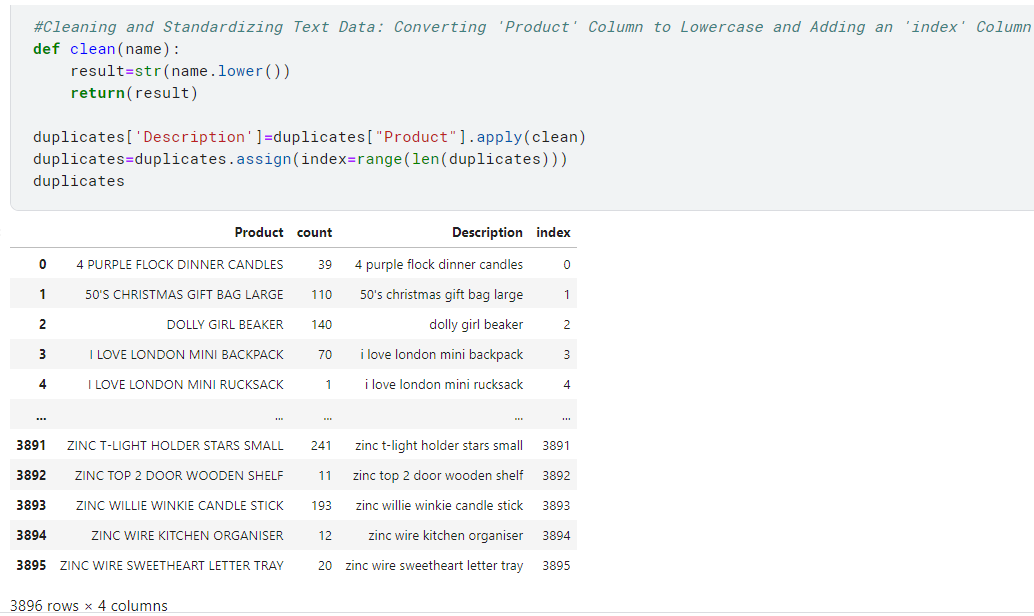 #Cleaning and Standardizing Text Data: Converting 'Product' Column to Lowercase and Adding an 'index' Column
def clean(name):
    result=str(name.lower())
    return(result)

duplicates['Description']=duplicates["Product"].apply(clean)
duplicates=duplicates.assign(index=range(len(duplicates)))
duplicates
Product count Description index
0 4 PURPLE FLOCK DINNER CANDLES 39 4 purple flock dinner candles 0
1 50'S CHRISTMAS GIFT BAG LARGE 110 50's christmas gift bag large 1
2 DOLLY GIRL BEAKER 140 dolly girl beaker 2
3 I LOVE LONDON MINI BACKPACK 70 i love london mini backpack 3
4 I LOVE LONDON MINI RUCKSACK 1 i love london mini rucksack 4
... ... ... ... ...
3891 ZINC T-LIGHT HOLDER STARS SMALL 241 zinc t-light holder stars small 3891
3892 ZINC TOP 2 DOOR WOODEN SHELF 11 zinc top 2 door wooden shelf 3892
3893 ZINC WILLIE WINKIE CANDLE STICK 193 zinc willie winkie candle stick 3893
3894 ZINC WIRE KITCHEN ORGANISER 12 zinc wire kitchen organiser 3894
3895 ZINC WIRE SWEETHEART LETTER TRAY 20 zinc wire sweetheart letter tray 3895
3896 rows × 4 columns